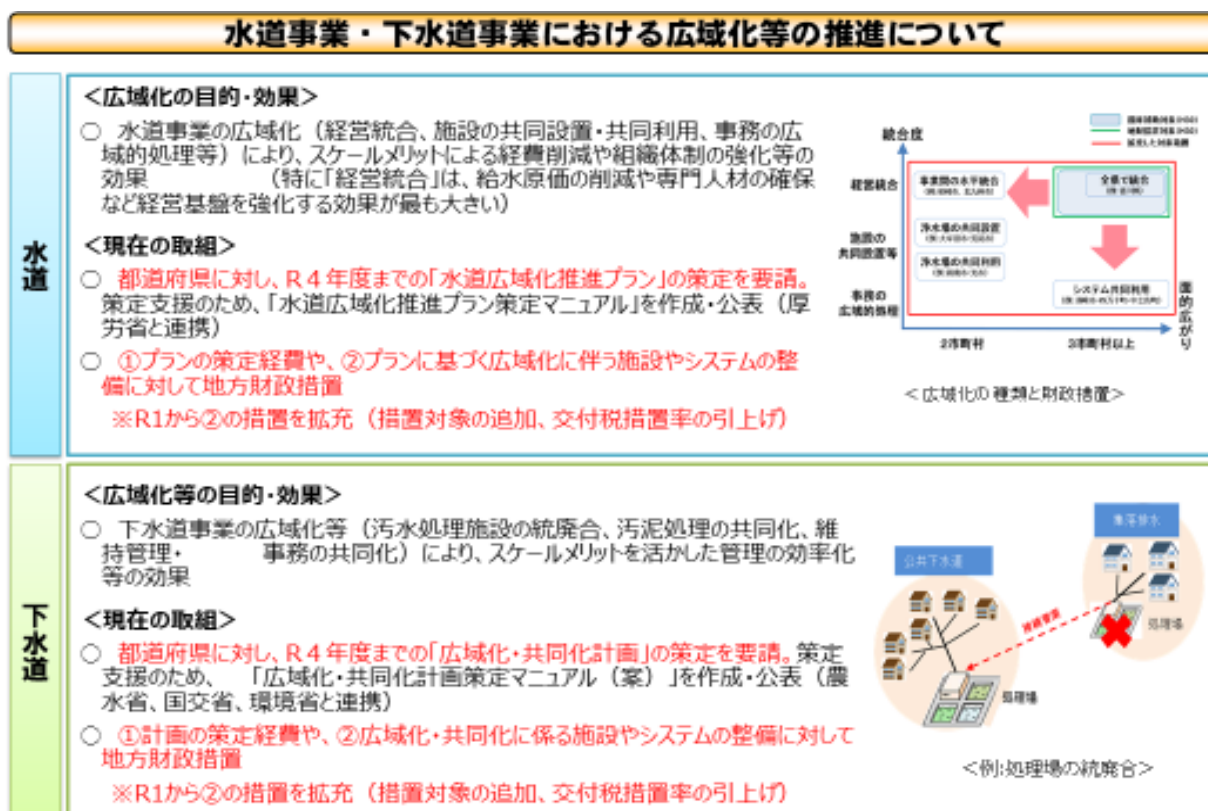 水道事業・下水道事業における広域化等の推進について
水道
＜広域化の目的・効果＞
○ 水道事業の広域化（経営統合、施設の共同設置・共同利用、事務の広
域的処理等）により、スケールメリットによる経費削減や組織体制の強化等の
効果　（特に「経営統合」は、給水原価の削減や専門人材の確保
など経営基盤を強化する効果が最も大きい）
＜現在の取組＞
○ 都道府県に対し、R４年度までの「水道広域化推進プラン」の策定を要請。
策定支援のため、「水道広域化推進プラン策定マニュアル」を作成・公表（厚
労省と連携）
○ ①プランの策定経費や、②プランに基づく広域化に伴う施設やシステムの整
備に対して地方財政措置
※R1から②の措置を拡充（措置対象の追加、交付税措置率の引上げ）
統合度
経営統合
施設の
共同設置等
事務の
広域的処理
事業間の水平統合
全県で統合
浄水場の共同設置
浄水場の共同利用
システム共同利用
2市町村
3市町村以上
面的広がり
＜広域化の種類と財政措置＞
下水道
＜広域化等の目的・効果＞
○ 下水道事業の広域化等（汚水処理施設の統廃合、汚泥処理の共同化、維
持管理・　事務の共同化）により、スケールメリットを活かした管理の効率化
等の効果
＜現在の取組＞
○ 都道府県に対し、R４年度までの「広域化・共同化計画」の策定を要請。策定
支援のため、　「広域化・共同化計画策定マニュアル（案）」を作成・公表（農
水省、国交省、環境省と連携）
○ ①計画の策定経費や、②広域化・共同化に係る施設やシステムの整備に対して
地方財政措置
※R1から②の措置を拡充（措置対象の追加、交付税措置率の引上げ）
集落排水
公共下水道
処理場
処理場
＜例:処理場の統廃合＞